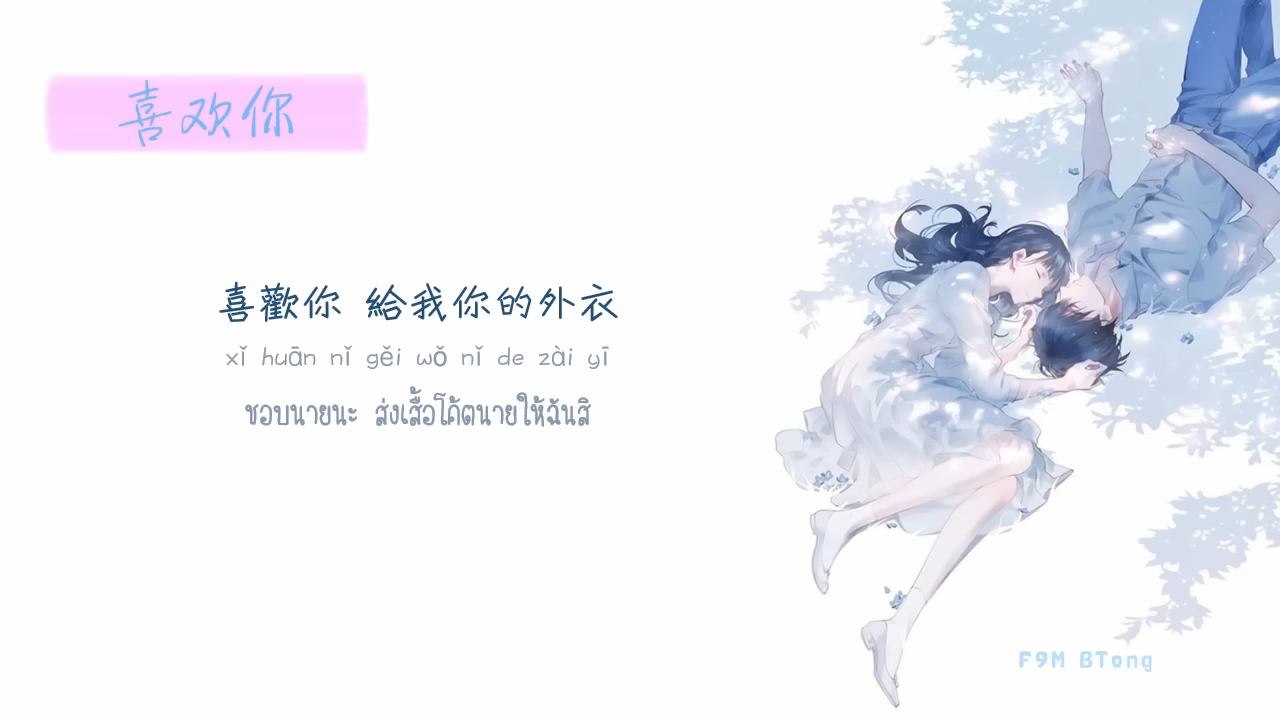 喜欢你
喜歡你 給我你的外衣
xǐ huān nǐ gěi wǒ nǐ de zài yī
ชอบนายนะ ส่งเสื้อโค้ตนายให้ฉันสิ
F9M BTong